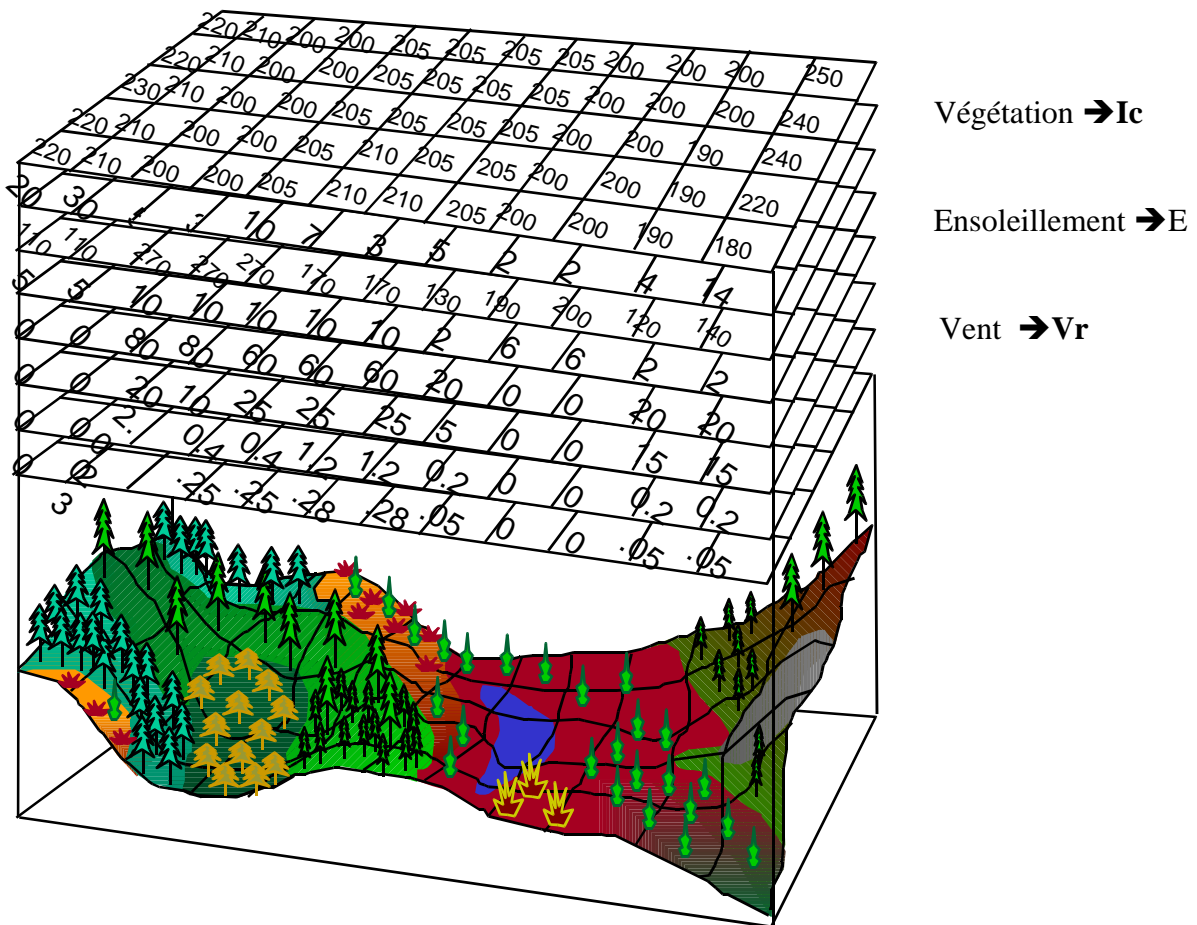 220 210 200 200 205 205 205 205 200 200 200 250
220 210 200 200 205 205 205 205 200 200 200 240
230 210 200 200 205 205 205 205 200 200 190 240
220 210 200 200 205 210 205 205 200 200 190 220
220 210 200 200 205 210 210 205 200 200 190 180
20 30 3 10 7 3 5 2 2 4 14
110 110 270 270 270 170 170 130 190 200 120 140
5 5 10 10 10 10 10 2 6 6 2 2
0 0 80 80 60 60 60 20 0 0 20 20
0 0 20 10 25 25 25 5 0 0 15 15
0 2. 0.4 0.4 1.2 1.2 0.2 0 0 0.2 0.2
0 .25 .25 .28 .28 .05 0 0 .05 .05
3
Végétation ➔Ic
Ensoleillement ➔E
Vent ➔Vr